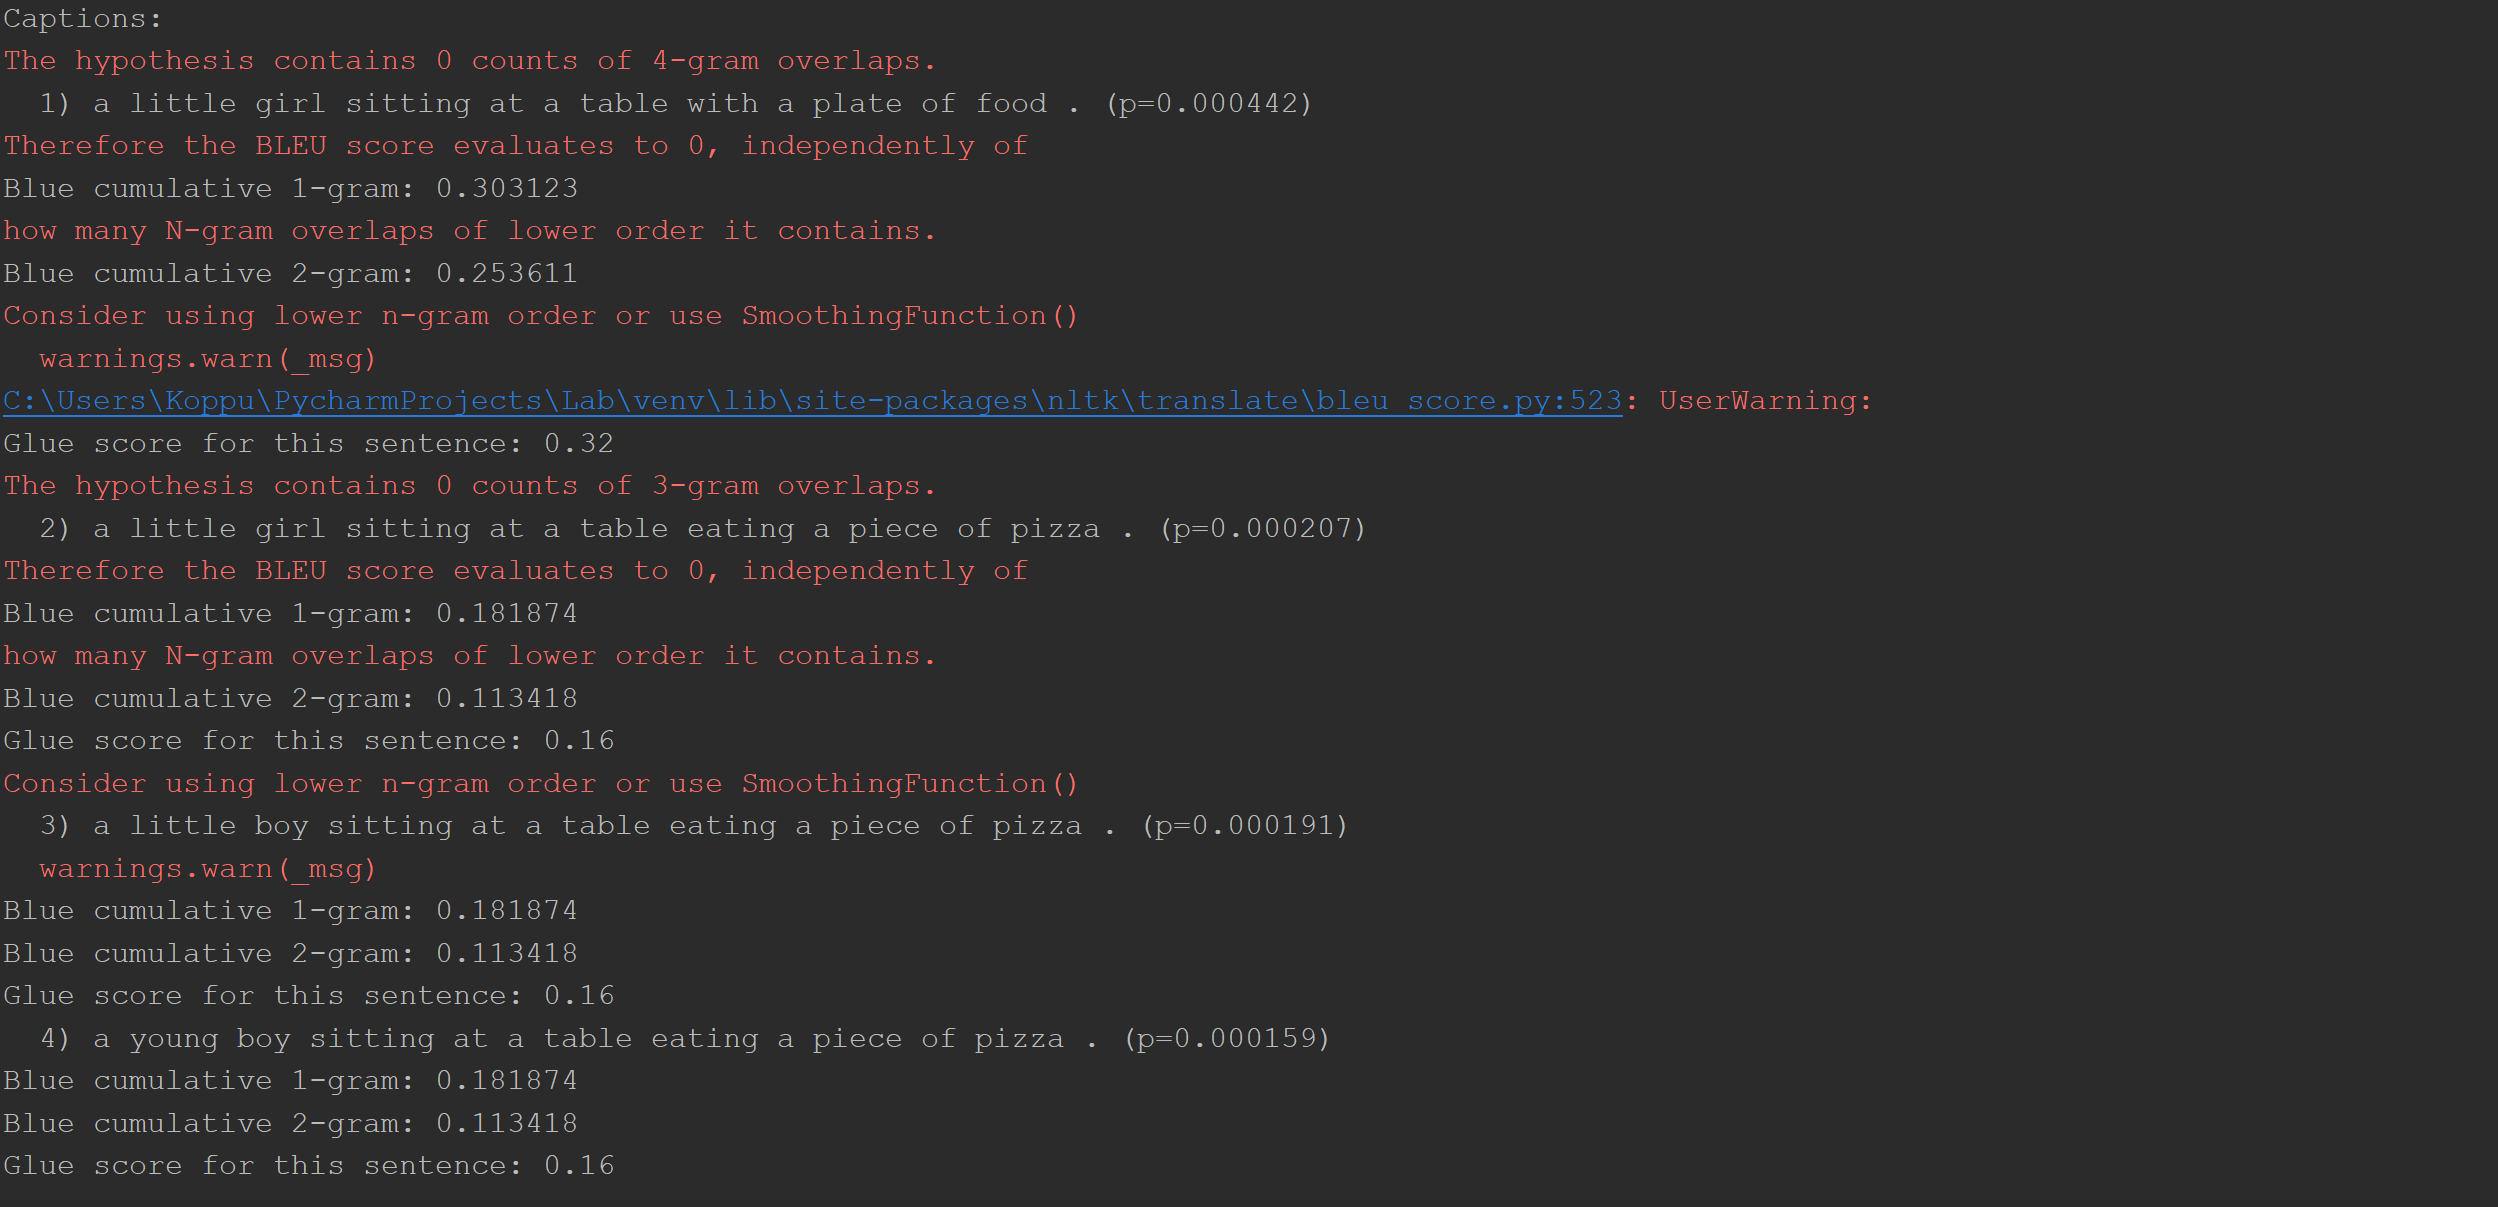 Captions:
The hypothesis contains 0 counts of 4-gram overlaps.
  1) a little girl sitting at a table with a plate of food . (p=0.000442)
Therefore the BLEU score evaluates to 0, independently of
Blue cumulative 1-gram: 0.303123
how many N-gram overlaps of lower order it contains.
Blue cumulative 2-gram: 0.253611
Consider using lower n-gram order or use SmoothingFunction()
  warnings.warn(_msg)
C:\Users\Koppu\PycharmProjects\Lab\venv\lib\site-packages\nltk\translate\bleu_score.py:523: UserWarning:
Glue score for this sentence: 0.32
The hypothesis contains 0 counts of 3-gram overlaps.
  2) a little girl sitting at a table eating a piece of pizza . (p=0.000207)
Therefore the BLEU score evaluates to 0, independently of
Blue cumulative 1-gram: 0.181874
how many N-gram overlaps of lower order it contains.
Blue cumulative 2-gram: 0.113418
Glue score for this sentence: 0.16
Consider using lower n-gram order or use SmoothingFunction()
  3) a little boy sitting at a table eating a piece of pizza . (p=0.000191)
  warnings.warn(_msg)
Blue cumulative 1-gram: 0.181874
Blue cumulative 2-gram: 0.113418
Glue score for this sentence: 0.16
  4) a young boy sitting at a table eating a piece of pizza . (p=0.000159)
Blue cumulative 1-gram: 0.181874
Blue cumulative 2-gram: 0.113418
Glue score for this sentence: 0.16